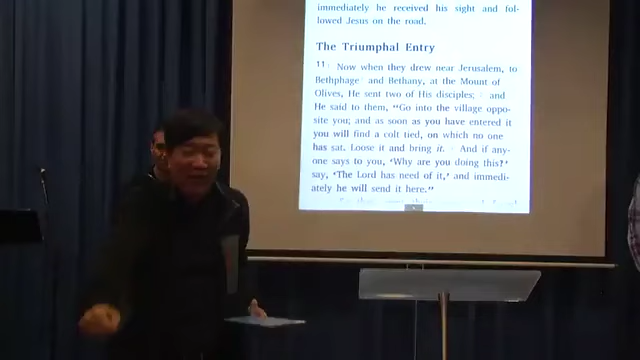 immediately he received his sight and fol-
lowed Jesus on the road.
The Triumphal Entry
11 Now when they drew near Jerusalem, to
Bethphage and Bethany, at the Mount of
Olives, He sent two of His disciples; and
He said to them, "Go into the village oppo-
site you; and as soon as you have entered it
you will find a colt tied, on which no one
has sat. Loose it and bring it. And if any-
one says to you, 'Why are you doing this?'
say, 'The Lord has need of it,' and immedi-
ately he will send it here."